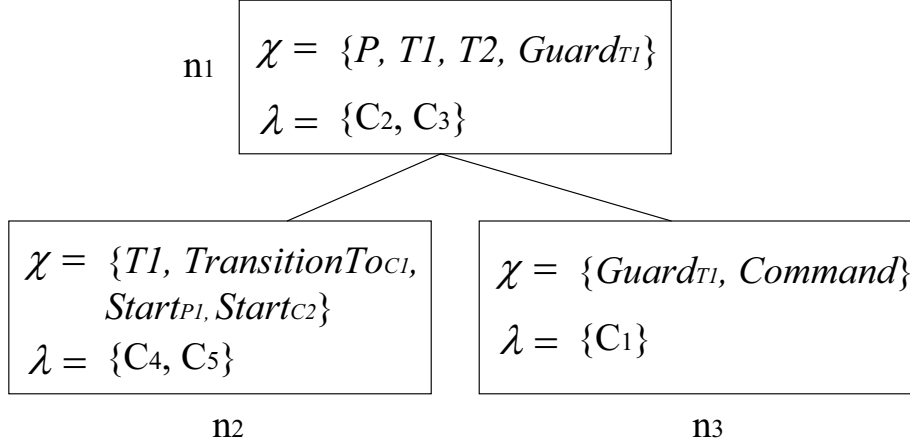 n1
χ = {P, T1, T2, GuardT1}
λ = {C2, C3}
χ = {T1, TransitionToC1,
StartP1, StartC2}
λ = {C4, C5}
n2
χ = {GuardT1, Command}
λ = {C1}
n3